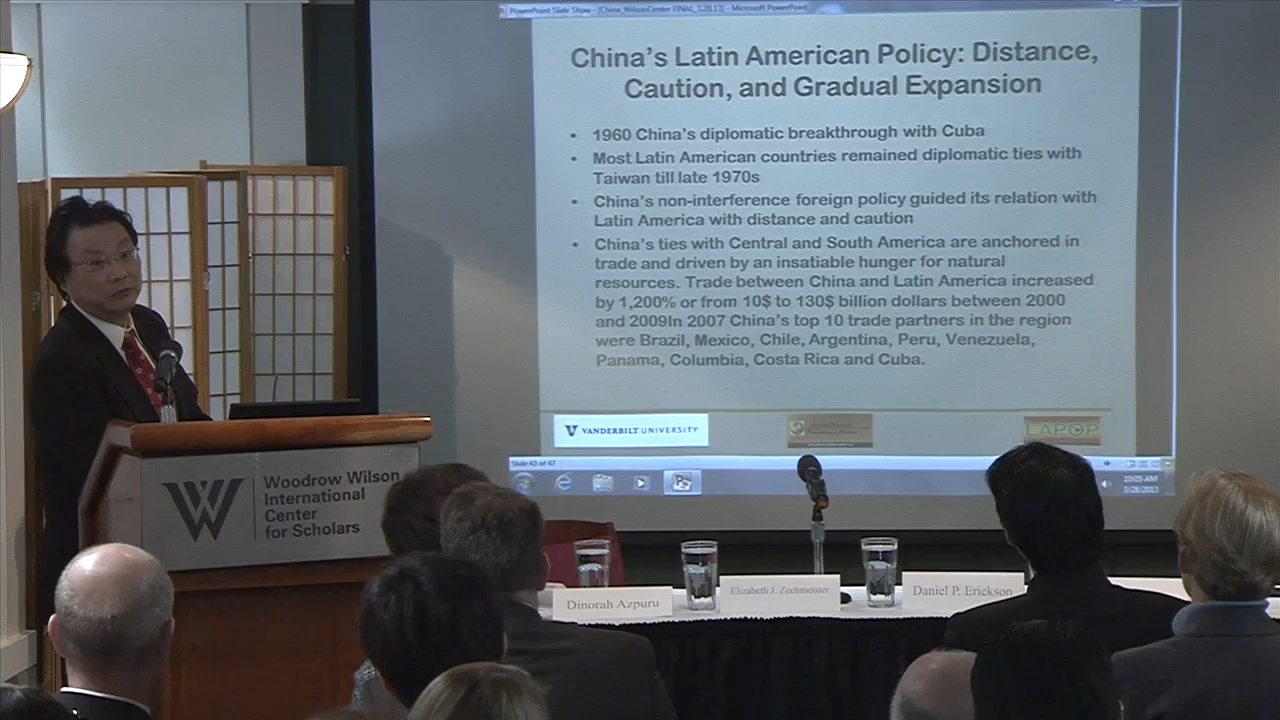 PowerPoint Slide Show - [China_WilsonCenter FINAL_3.28.13] - Microsoft PowerPoint
China's Latin American Policy: Distance,
Caution, and Gradual Expansion
• 1960 China's diplomatic breakthrough with Cuba
• Most Latin American countries remained diplomatic ties with
Taiwan till late 1970s
• China's non-interference foreign policy guided its relation with
Latin America with distance and caution
• China's ties with Central and South America are anchored in
trade and driven by an insatiable hunger for natural
resources. Trade between China and Latin America increased
by 1,200% or from 10$ to 130$ billion dollars between 2000
and 2009In 2007 China's top 10 trade partners in the region
were Brazil, Mexico, Chile, Argentina, Peru, Venezuela,
Panama, Columbia, Costa Rica and Cuba.
V VANDERBILT UNIVERSITY
LAPOP
Slide 43 of 47
10:05 AM
3/28/2013
W
Woodrow Wilson
International
Center
for Scholars
Dinorah Azpuru
Elizabeth J. Zechmeister
Daniel P. Erickson